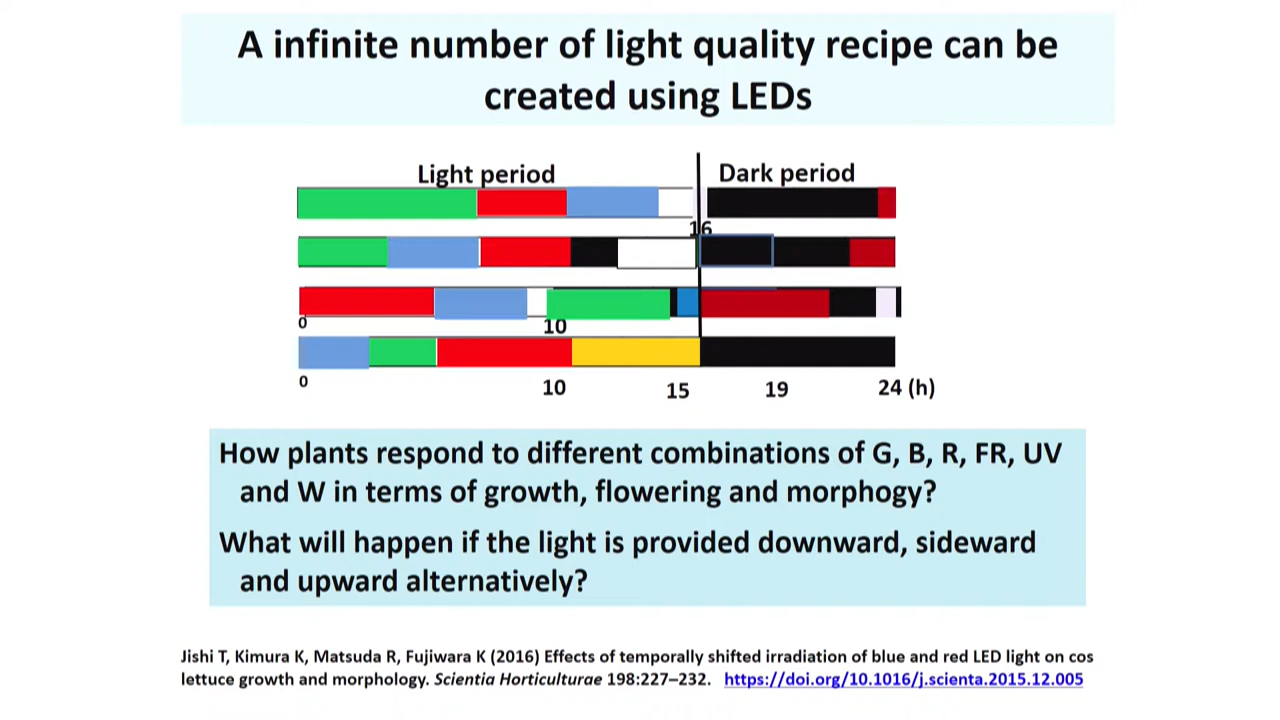 A infinite number of light quality recipe can be
created using LEDs
Light period
Dark period
16
0
10
0
10
15
19
24 (h)
How plants respond to different combinations of G, B, R, FR, UV
and W in terms of growth, flowering and morphogy?
What will happen if the light is provided downward, sideward
and upward alternatively?
Jishi T, Kimura K, Matsuda R, Fujiwara K (2016) Effects of temporally shifted irradiation of blue and red LED light on cos
lettuce growth and morphology. Scientia Horticulturae 198:227–232. https://doi.org/10.1016/j.scienta.2015.12.005